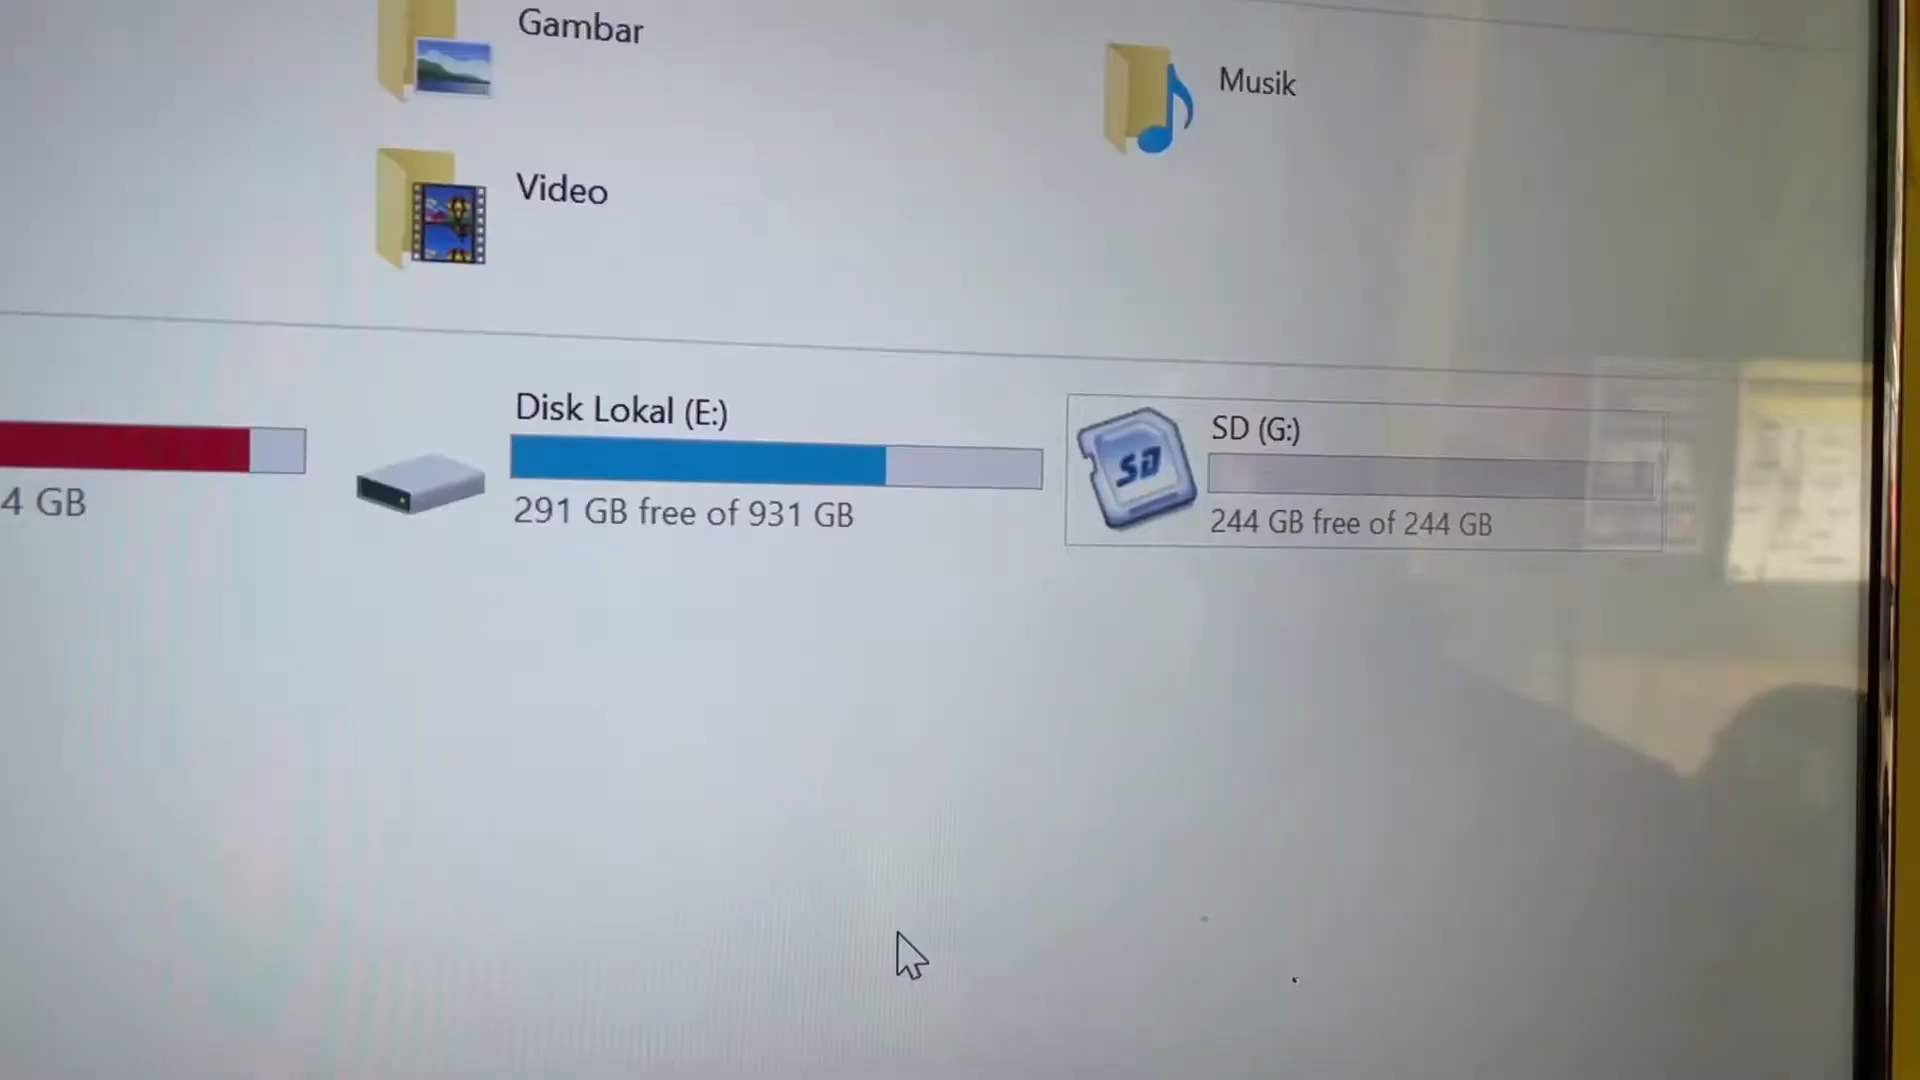 Gambar
Musik
Video
Disk Lokal (E:)
291 GB free of 931 GB
SD (G:)
SD
244 GB free of 244 GB
4 GB